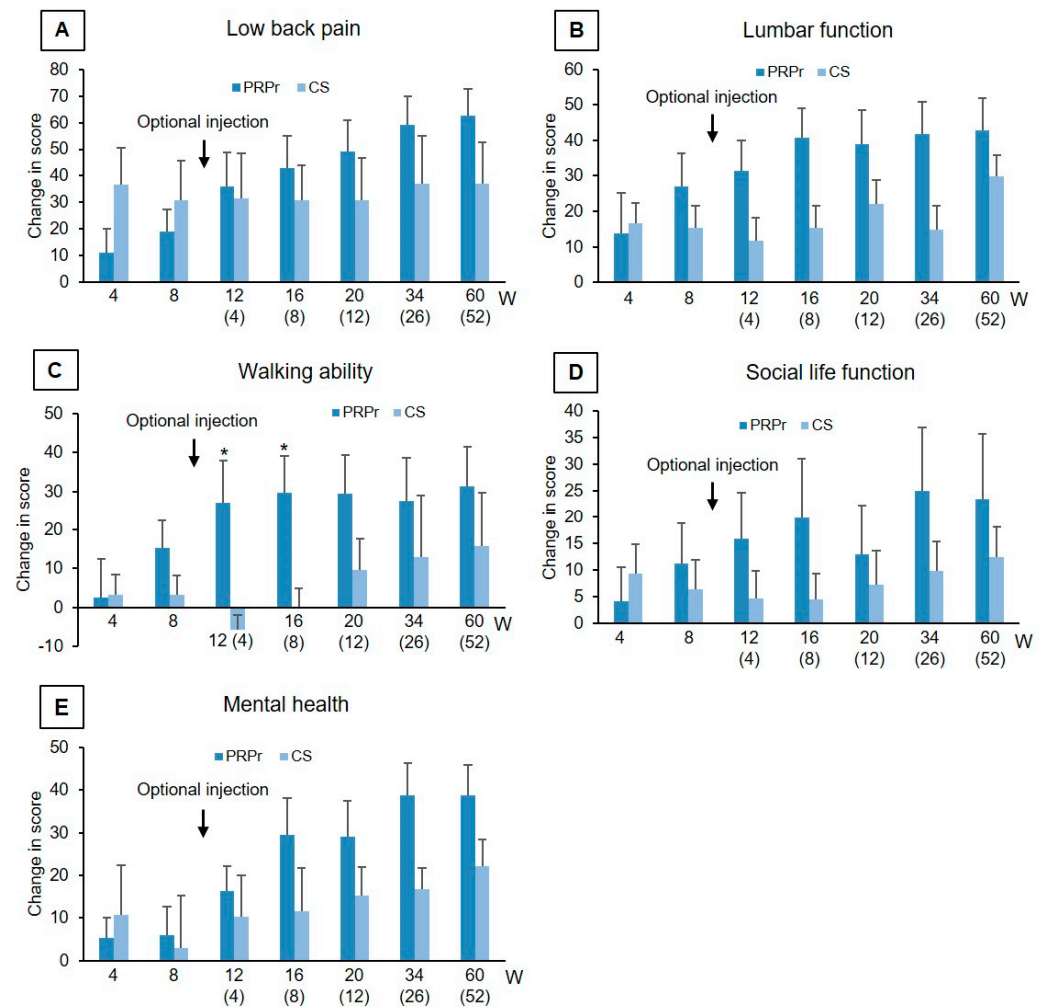 A
Low back pain
PRPr CS
Optional injection
Change in score
80
70
60
50
40
30
20
10
0
4 8 12 16 20 34 60 W
(4) (8) (12) (26) (52)
B
Lumbar function
PRPr CS
Optional injection
Change in score
60
50
40
30
20
10
0
4 8 12 16 20 34 60 W
(4) (8) (12) (26) (52)
C
Walking ability
PRPr CS
Optional injection
* *
Change in score
50
40
30
20
10
0
-10
4 8 12 (4) 16 20 34 60 W
(8) (12) (26) (52)
D
Social life function
PRPr CS
Optional injection
Change in score
40
35
30
25
20
15
10
5
0
4 8 12 16 20 34 60 W
(4) (8) (12) (26) (52)
E
Mental health
PRPr CS
Optional injection
Change in score
50
40
30
20
10
0
4 8 12 16 20 34 60 W
(4) (8) (12) (26) (52)